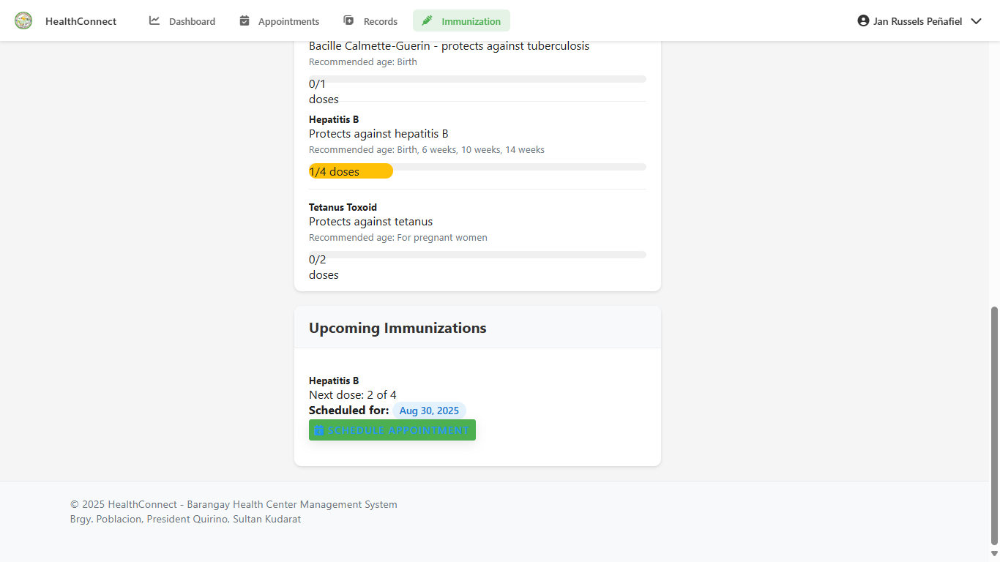 HealthConnect Dashboard Appointments Records Immunization Jan Russels Peñafiel
Bacille Calmette-Guerin - protects against tuberculosis
Recommended age: Birth
0/1
doses
Hepatitis B
Protects against hepatitis B
Recommended age: Birth, 6 weeks, 10 weeks, 14 weeks
1/4 doses
Tetanus Toxoid
Protects against tetanus
Recommended age: For pregnant women
0/2
doses
Upcoming Immunizations
Hepatitis B
Next dose: 2 of 4
Scheduled for: Aug 30, 2025
SCHEDULE APPOINTMENT
© 2025 HealthConnect - Barangay Health Center Management System
Brgy. Poblacion, President Quirino, Sultan Kudarat